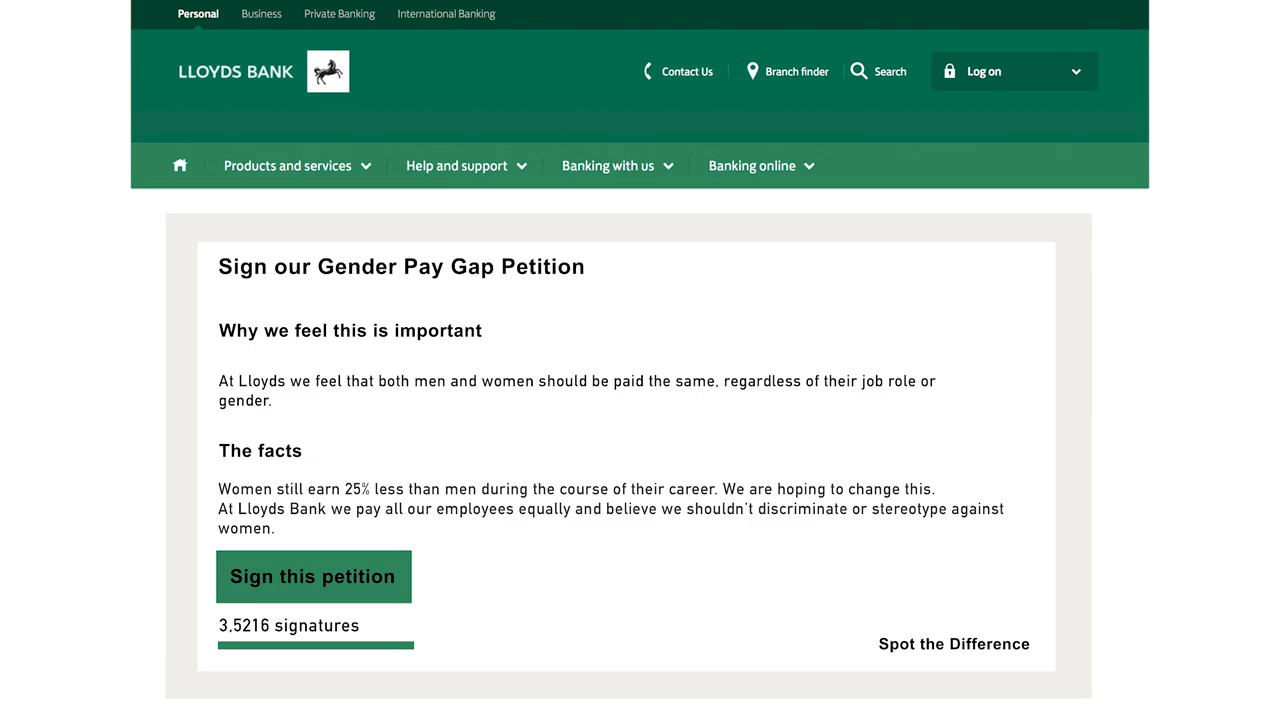 Personal Business Private Banking International Banking
LLOYDS BANK
Contact Us Branch finder Search Log on
Products and services Help and support Banking with us Banking online
Sign our Gender Pay Gap Petition
Why we feel this is important
At Lloyds we feel that both men and women should be paid the same, regardless of their job role or
gender.
The facts
Women still earn 25% less than men during the course of their career. We are hoping to change this.
At Lloyds Bank we pay all our employees equally and believe we shouldn't discriminate or stereotype against
women.
Sign this petition
3,5216 signatures
Spot the Difference